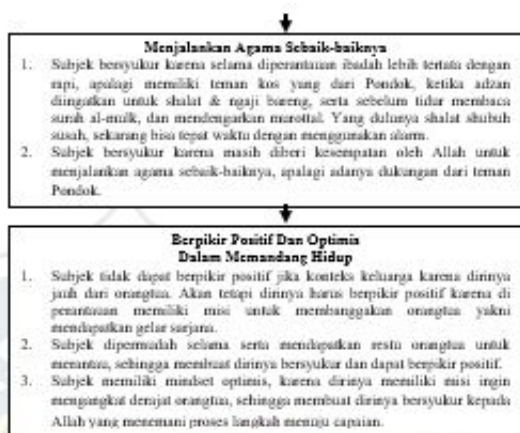 Menjalankan Agama Sebaik-baiknya
1. Subjek bersyukur karena selama diperantauan ibadah lebih tertata dengan
rapi, apalagi memiliki teman kos yang dari Pondok, ketika adzan
diingatkan untuk shalat & ngaji bareng, serta sebelum tidur membaca
surah al-mulk, dan mendengarkan murottal. Yang dulunya shalat shubuh
susah, sekarang bisa tepat waktu dengan menggunakan alarm.
2. Subjek bersyukur karena masih diberi kesempatan oleh Allah untuk
menjalankan agama sebaik-baiknya, apalagi adanya dukungan dari teman
Pondok.
Berpikir Positif Dan Optimis
Dalam Memandang Hidup
1. Subjek tidak dapat berpikir positif jika konteks keluarga karena dirinya
jauh dari orangtua. Akan tetapi dirinya harus berpikir positif karena di
perantauan memiliki misi untuk membanggakan orangtua yakni
mendapatkan gelar sarjana.
2. Subjek dipermudah selama serta mendapatkan restu orangtua untuk
merantau, sehingga membuat dirinya bersyukur dan dapat berpikir positif.
3. Subjek memiliki mindset optimis, karena dirinya memiliki misi ingin
mengangkat derajat orangtua, sehingga membuat dirinya bersyukur kepada
Allah yang menemani proses langkah menuju capaian.